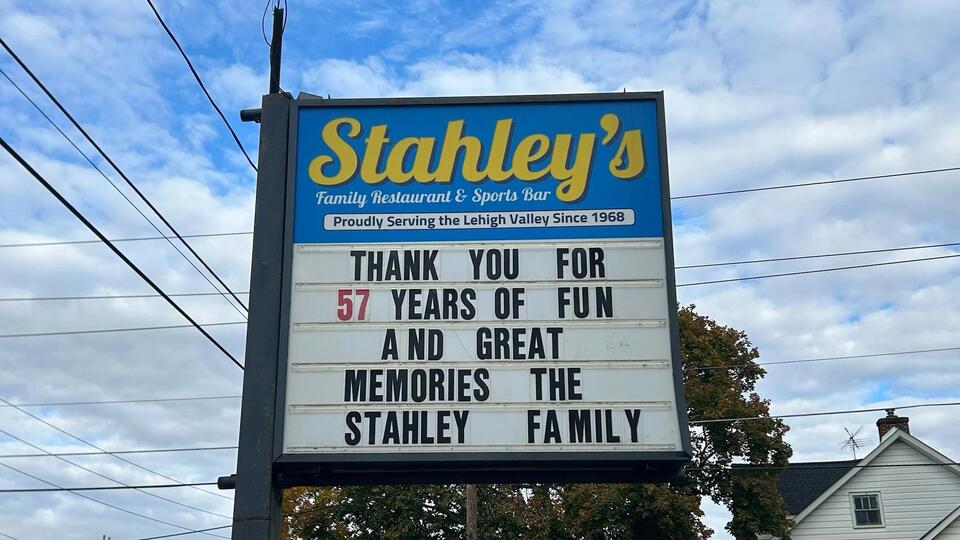 Stahley's
Family Restaurant & Sports Bar
Proudly Serving the Lehigh Valley Since 1968
THANK YOU FOR
57 YEARS OF FUN
AND GREAT
MEMORIES THE
STAHLEY FAMILY